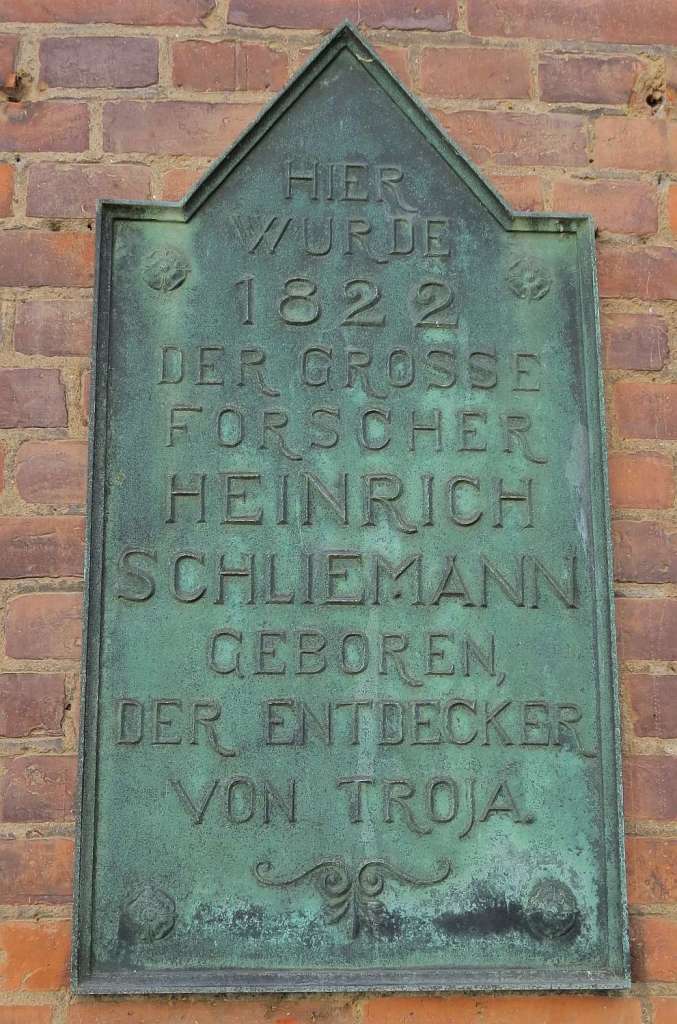 HIER
WURDE
1822
DER GROSSE
FORSCHER
HEINRICH
SCHLIEMANN
GEBOREN,
DER ENTDECKER
VON TROJA.